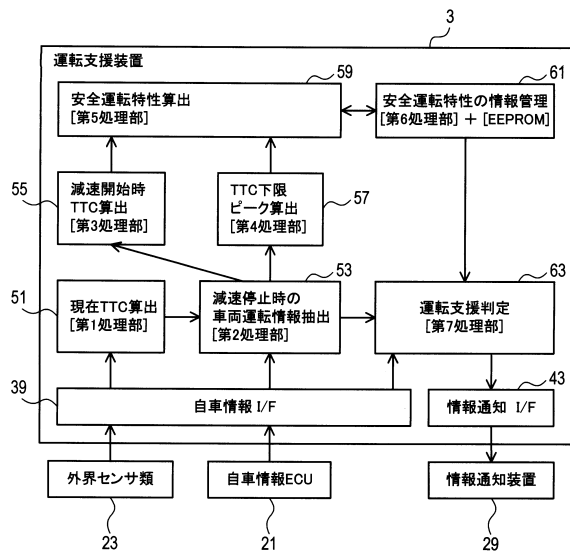 3
運転支援装置
59
安全運転特性算出
[第5処理部]
61
安全運転特性の情報管理
[第6処理部] + [EEPROM]
55
減速開始時
TTC算出
[第3処理部]
TTC下限
ピーク算出
[第4処理部]
57
51
現在TTC算出
[第1処理部]
53
減速停止時の
車両運転情報抽出
[第2処理部]
63
運転支援判定
[第7処理部]
39
自車情報 I/F
43
情報通知 I/F
外界センサ類
自車情報ECU
情報通知装置
23
21
29